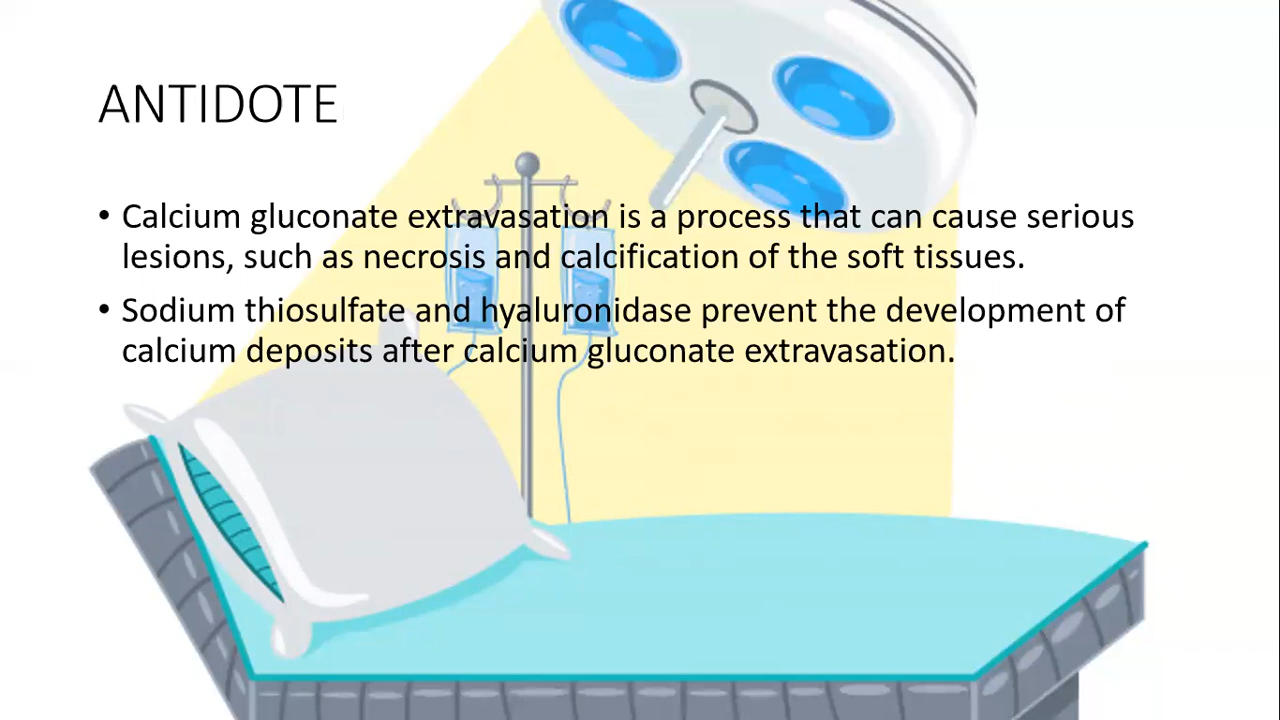 ANTIDOTE
• Calcium gluconate extravasation is a process that can cause serious
lesions, such as necrosis and calcification of the soft tissues.
• Sodium thiosulfate and hyaluronidase prevent the development of
calcium deposits after calcium gluconate extravasation.